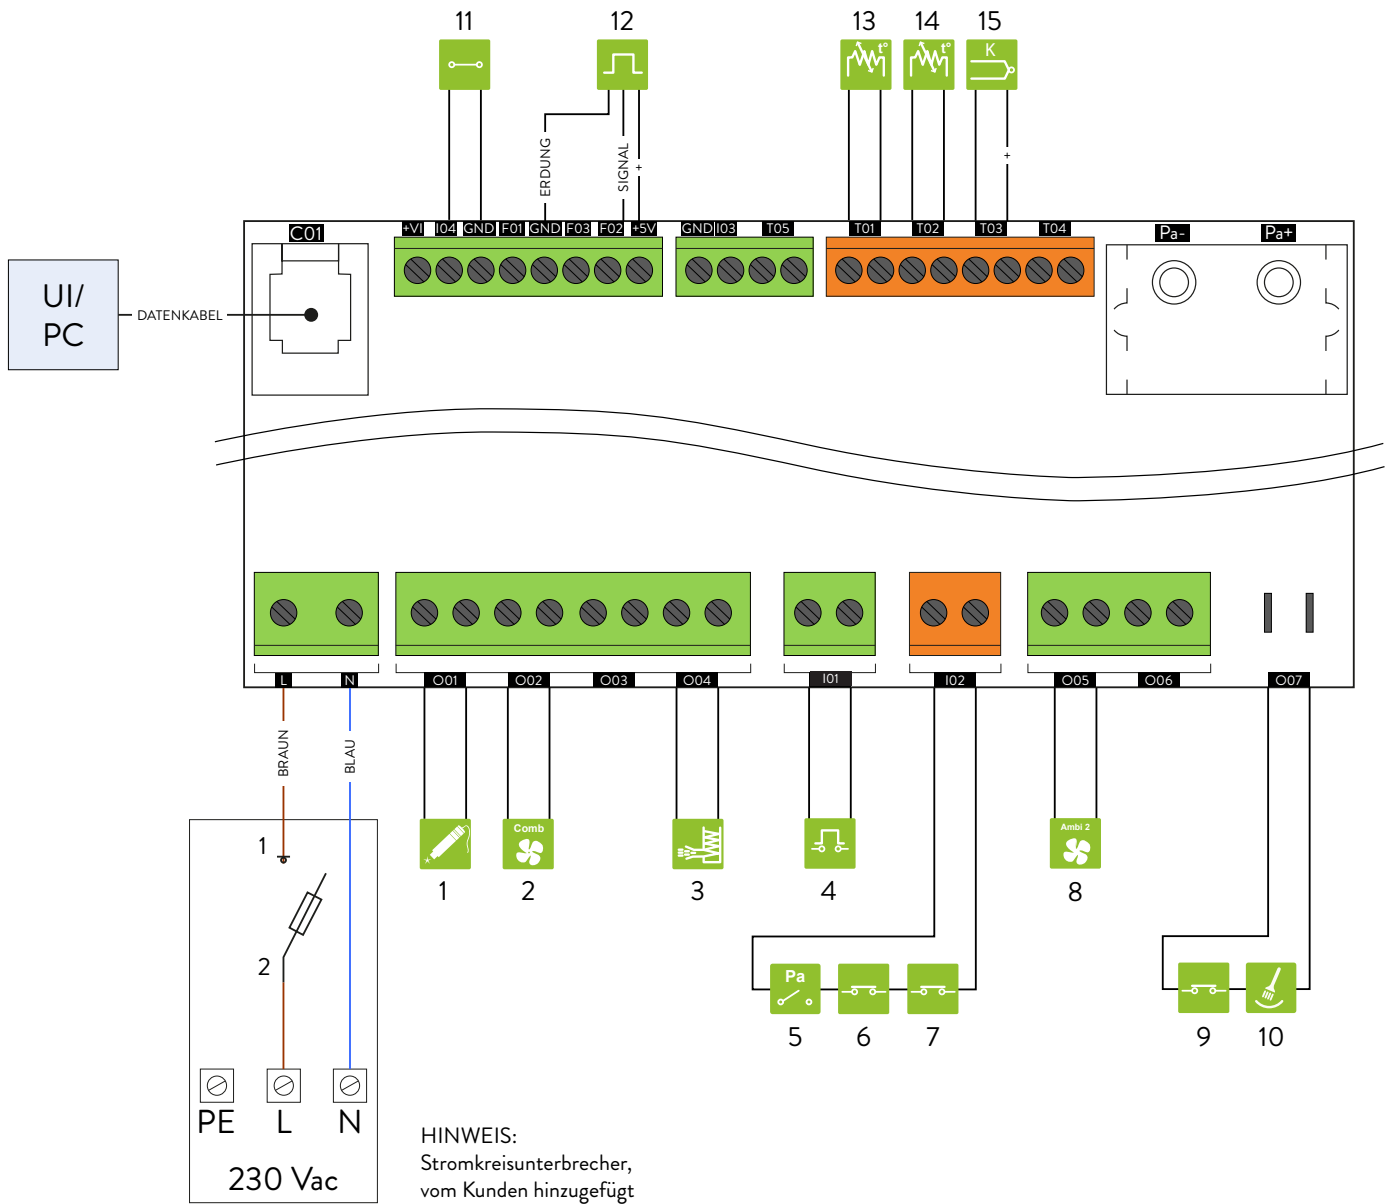 11
12
13
14
15
t°
t°
K
ERDUNG
SIGNAL
+
+
C01
+VI
I04
GND
F01
GND
F03
F02
+5V
GND
I03
T05
T01
T02
T03
T04
Pa-
Pa+
UI/
PC
DATENKABEL
L
N
O01
O02
O03
O04
I01
I02
O05
O06
O07
BRAUN
BLAU
Comb
Ambi 2
1
2
3
4
8
1
2
Pa
5
6
7
9
10
PE
L
N
230 Vac
HINWEIS:
Stromkreisunterbrecher,
vom Kunden hinzugefügt